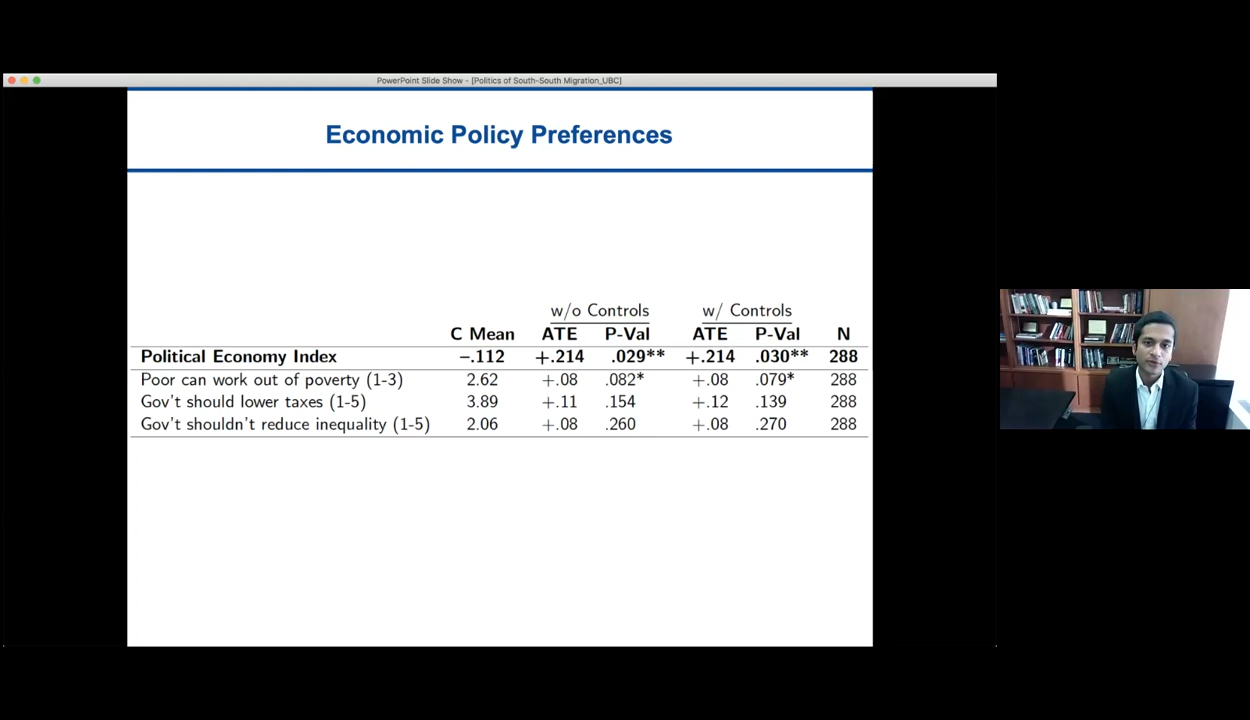 PowerPoint Slide Show - [Politics of South-South Migration_UBC]
Economic Policy Preferences
w/o Controls w/ Controls
C Mean ATE P-Val ATE P-Val N
Political Economy Index −.112 +.214 .029** +.214 .030** 288
Poor can work out of poverty (1-3) 2.62 +.08 .082* +.08 .079* 288
Gov't should lower taxes (1-5) 3.89 +.11 .154 +.12 .139 288
Gov't shouldn't reduce inequality (1-5) 2.06 +.08 .260 +.08 .270 288